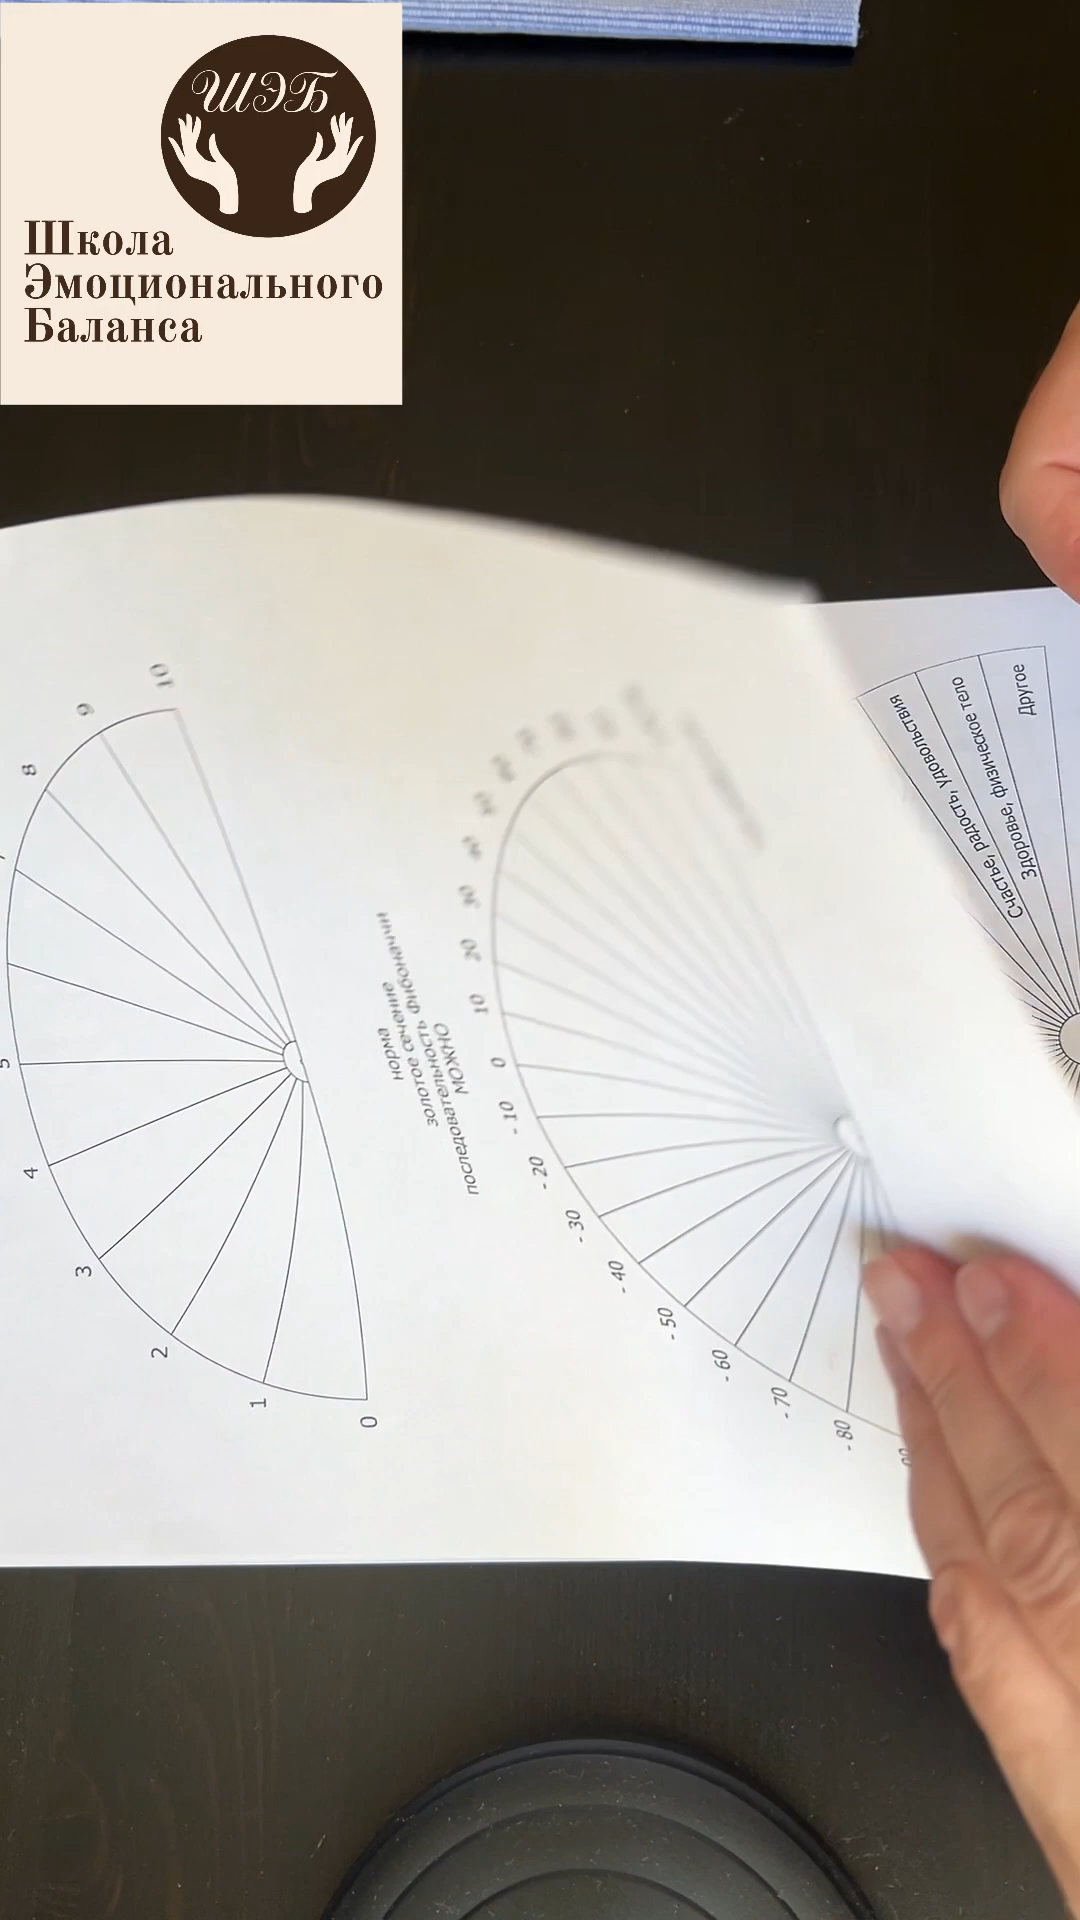 ШЭБ
Школа
Эмоционального
Баланса
10
9
8
5
4
3
2
1
0
норма
золотое сечение
последовательность фибоначчи
МОЖНО
30
20
10
0
- 10
- 20
- 30
- 40
- 50
- 60
- 70
- 80
Счастье, радость, удовольствия
Здоровье, физическое тело
Другое